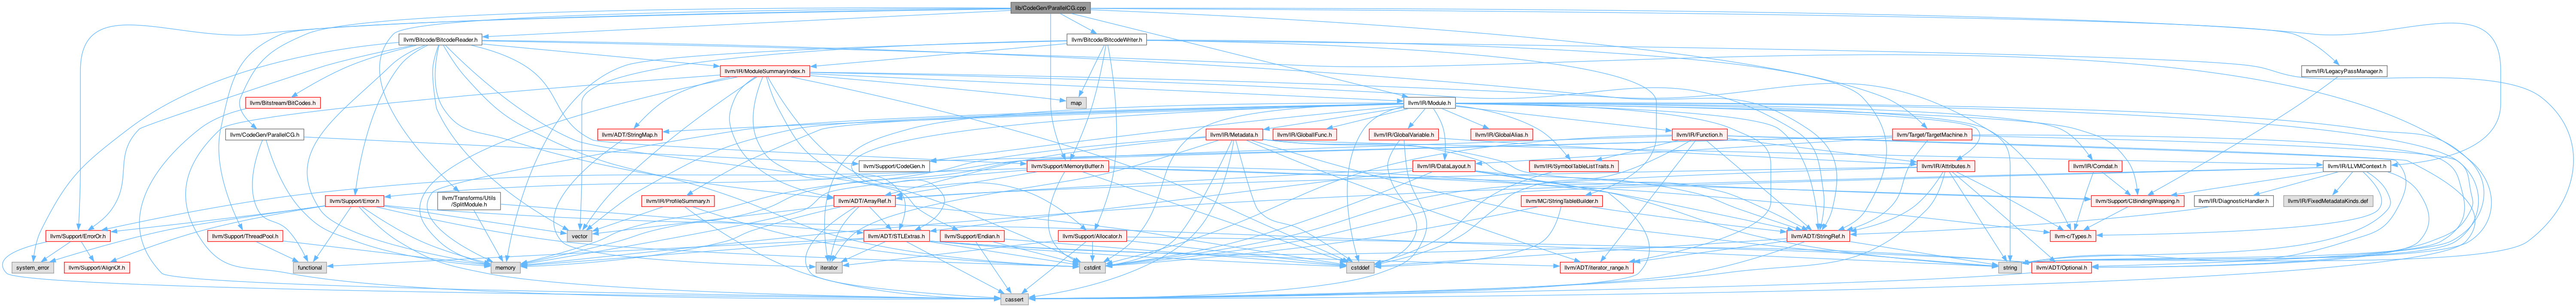 lib/CodeGen/ParallelCG.cpp
llvm/Bitcode/BitcodeReader.h
llvm/Bitcode/BitcodeWriter.h
llvm/IR/ModuleSummaryIndex.h
llvm/IR/LegacyPassManager.h
llvm/Bitstream/BitCodes.h
map
llvm/IR/Module.h
llvm/CodeGen/ParallelCG.h
llvm/ADT/StringMap.h
llvm/IR/Metadata.h
llvm/IR/GlobalIFunc.h
llvm/IR/GlobalVariable.h
llvm/IR/GlobalAlias.h
llvm/IR/Function.h
llvm/Target/TargetMachine.h
llvm/Support/CodeGen.h
llvm/Support/MemoryBuffer.h
llvm/IR/DataLayout.h
llvm/IR/SymbolTableListTraits.h
llvm/IR/Attributes.h
llvm/IR/Comdat.h
llvm/IR/LLVMContext.h
llvm/Support/Error.h
llvm/Transforms/Utils
/SplitModule.h
llvm/IR/ProfileSummary.h
llvm/ADT/ArrayRef.h
llvm/MC/StringTableBuilder.h
llvm/Support/CBindingWrapping.h
llvm/IR/DiagnosticHandler.h
llvm/IR/FixedMetadataKinds.def
llvm/Support/ErrorOr.h
llvm/Support/ThreadPool.h
vector
llvm/ADT/STLExtras.h
llvm/Support/Endian.h
llvm/Support/Allocator.h
llvm/ADT/StringRef.h
llvm-c/Types.h
system_error
llvm/Support/AlignOf.h
functional
memory
cstdint
iterator
cstddef
llvm/ADT/iterator_range.h
string
llvm/ADT/Optional.h
cassert